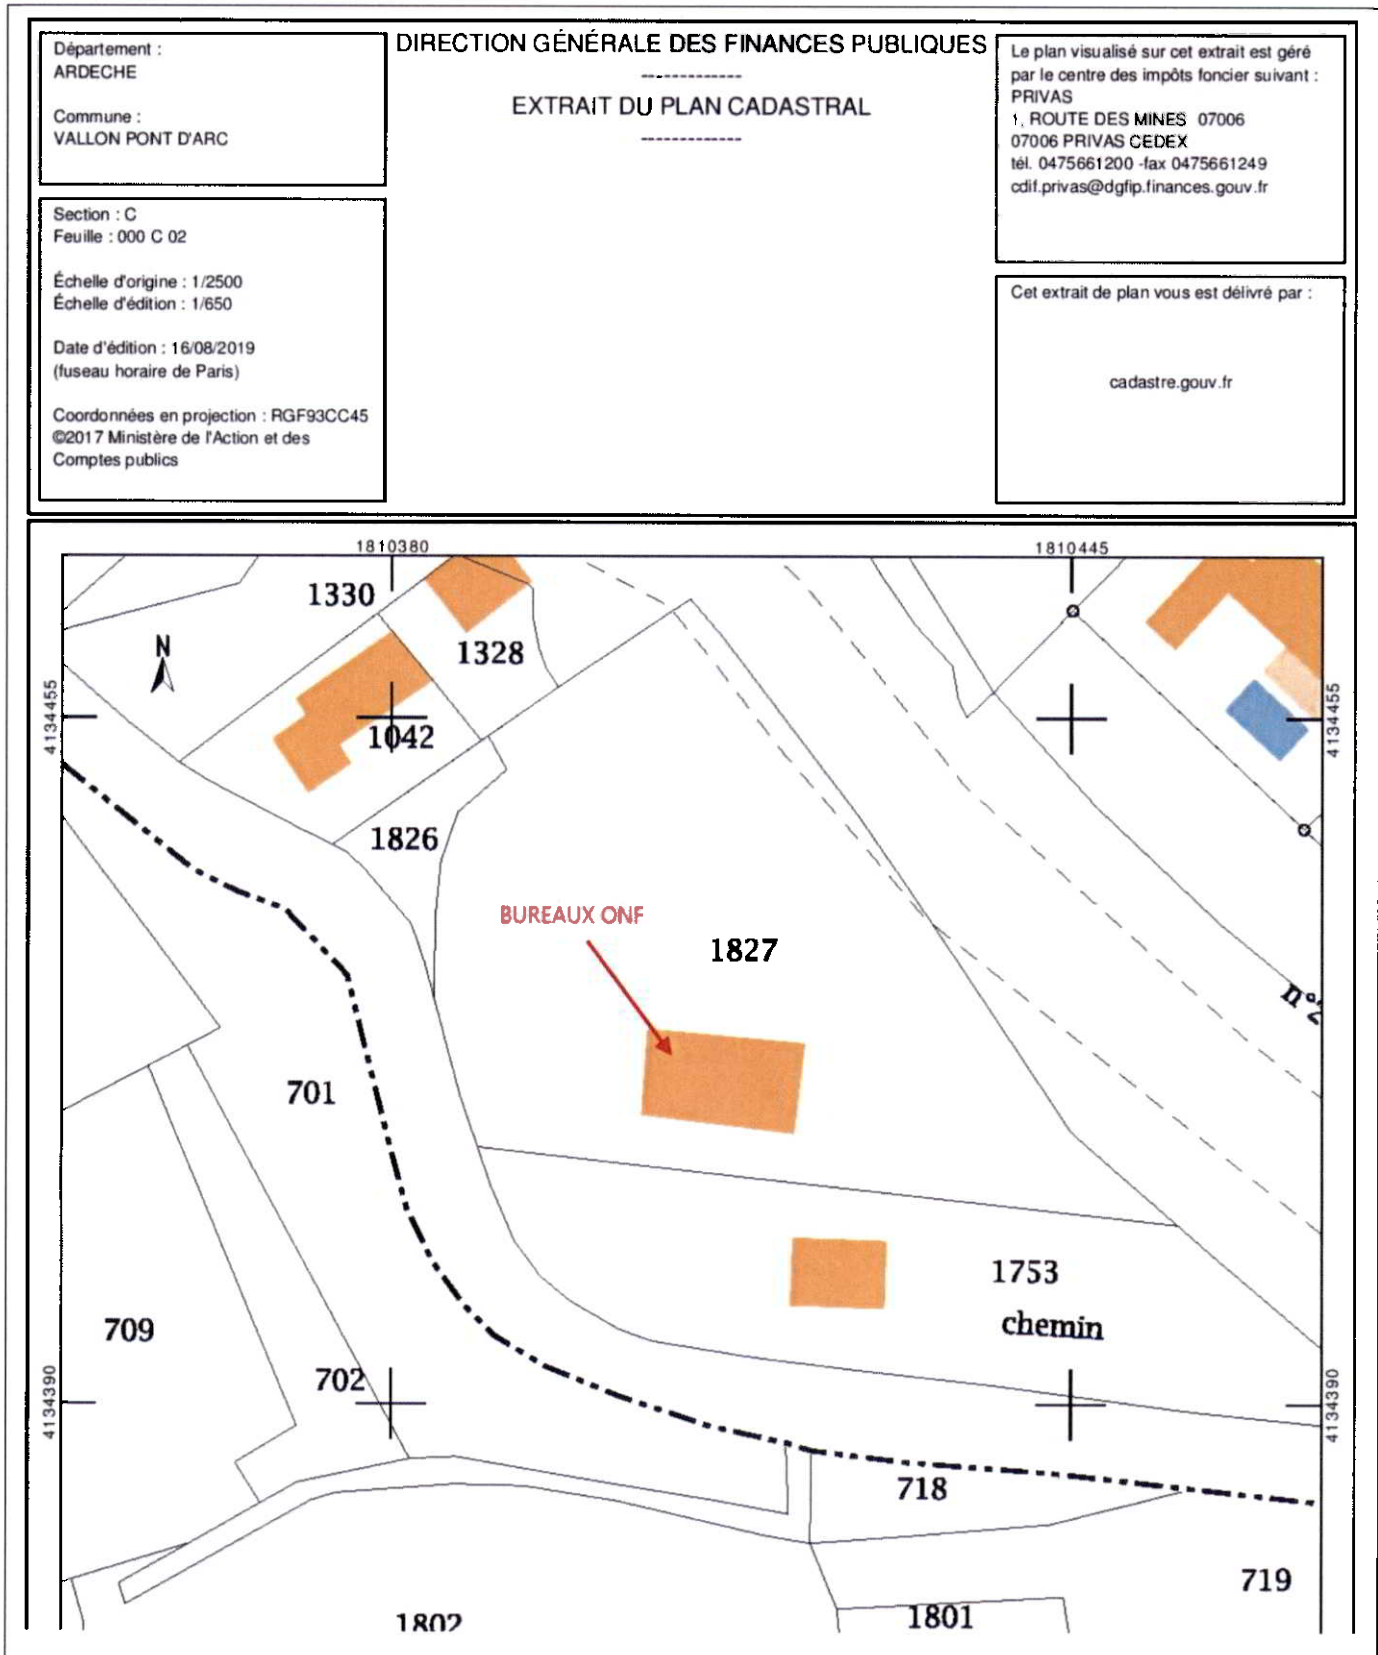 Département :
ARDECHE
Commune :
VALLON PONT D'ARC
Section : C
Feuille : 000 C 02
Échelle d'origine : 1/2500
Échelle d'édition : 1/650
Date d'édition : 16/08/2019
(fuseau horaire de Paris)
Coordonnées en projection : RGF93CC45
©2017 Ministère de l'Action et des
Comptes publics
DIRECTION GÉNÉRALE DES FINANCES PUBLIQUES
-------------
EXTRAIT DU PLAN CADASTRAL
-------------
Le plan visualisé sur cet extrait est géré
par le centre des impôts foncier suivant :
PRIVAS
1, ROUTE DES MINES 07006
07006 PRIVAS CEDEX
tél. 0475661200 -fax 0475661249
cdif.privas@dgfip.finances.gouv.fr
Cet extrait de plan vous est délivré par :
cadastre.gouv.fr
1810380
1810445
1330
N
1328
4134455
4134455
1042
1826
BUREAUX ONF
1827
n°2
701
1753
chemin
709
702
4134390
4134390
718
719
1802
1801